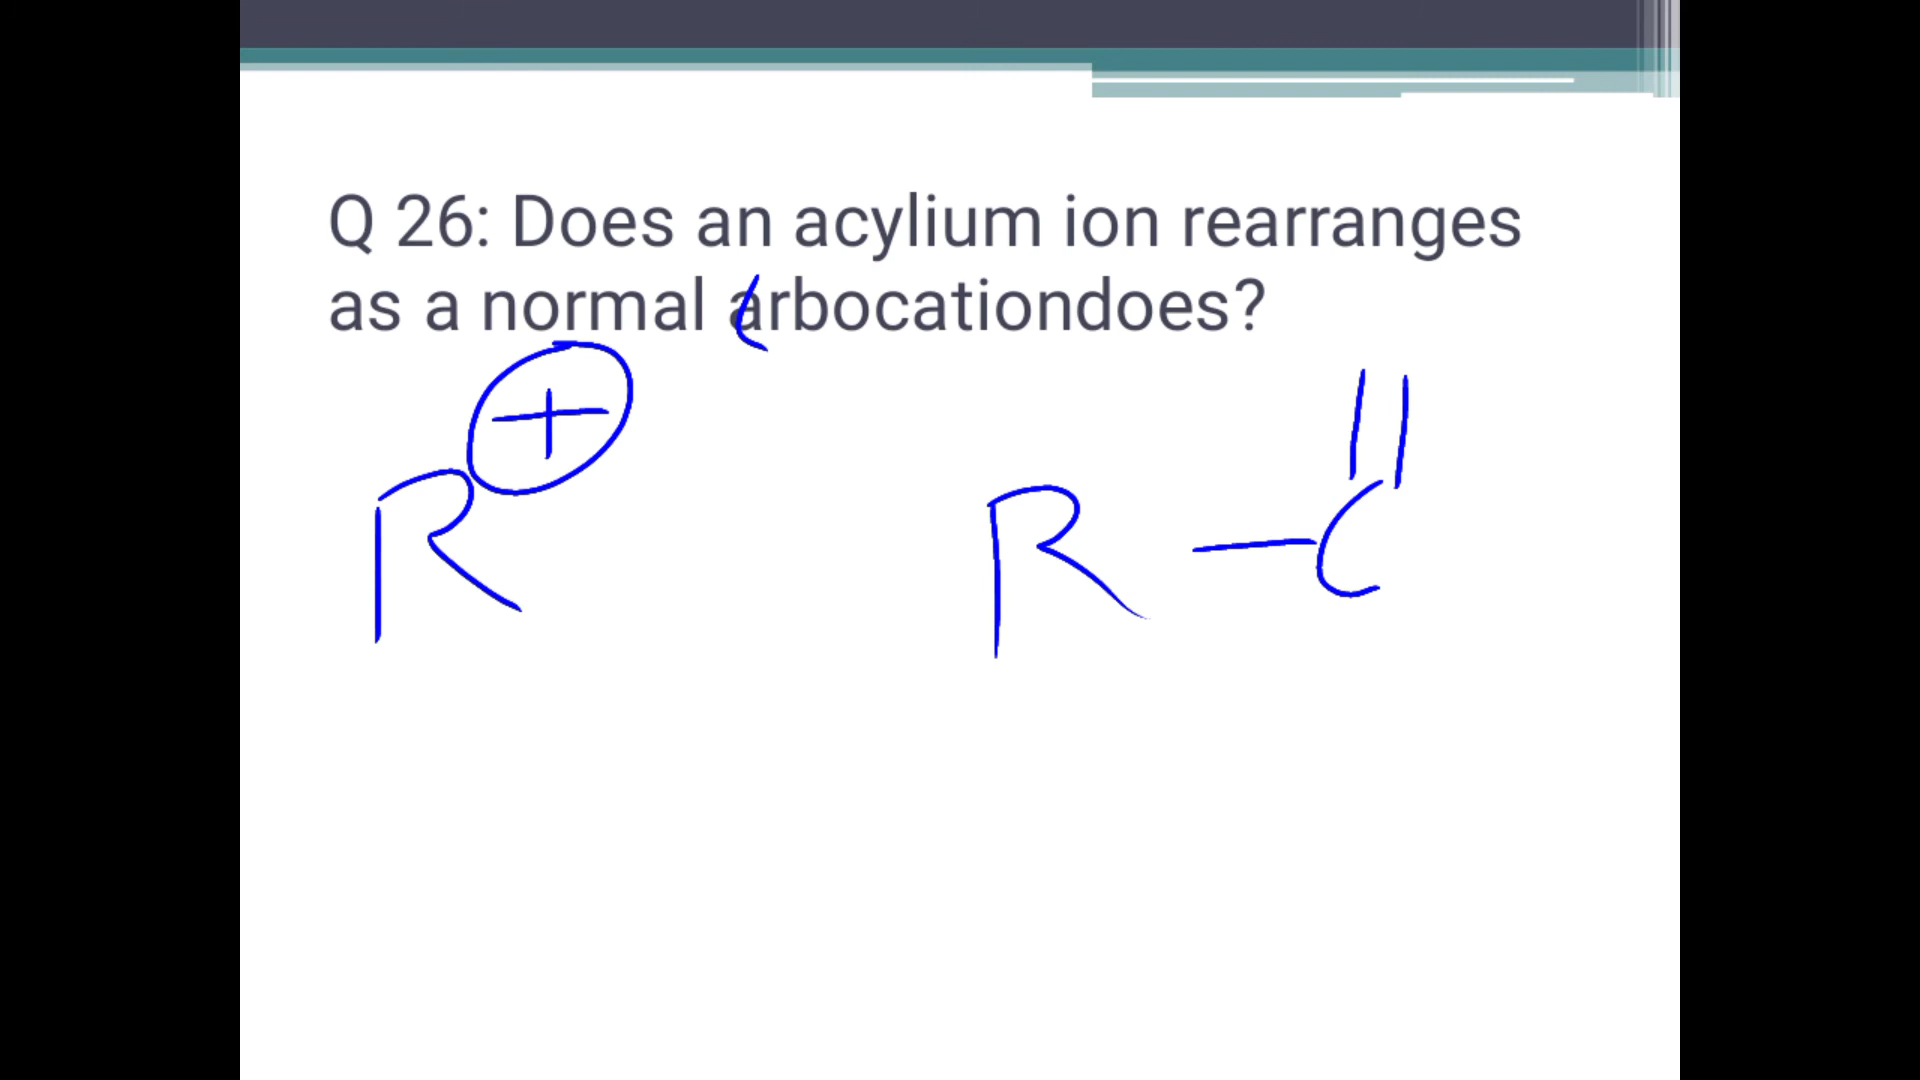 Q 26: Does an acylium ion rearranges
as a normal arbocationdoes?
R+
R-C